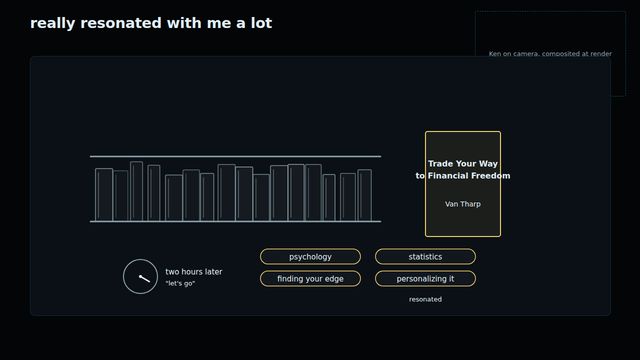 really resonated with me a lot
Ken on camera, composited at render
Trade Your Way
to Financial Freedom
Van Tharp
psychology
statistics
two hours later
"let's go"
finding your edge
personalizing it
resonated